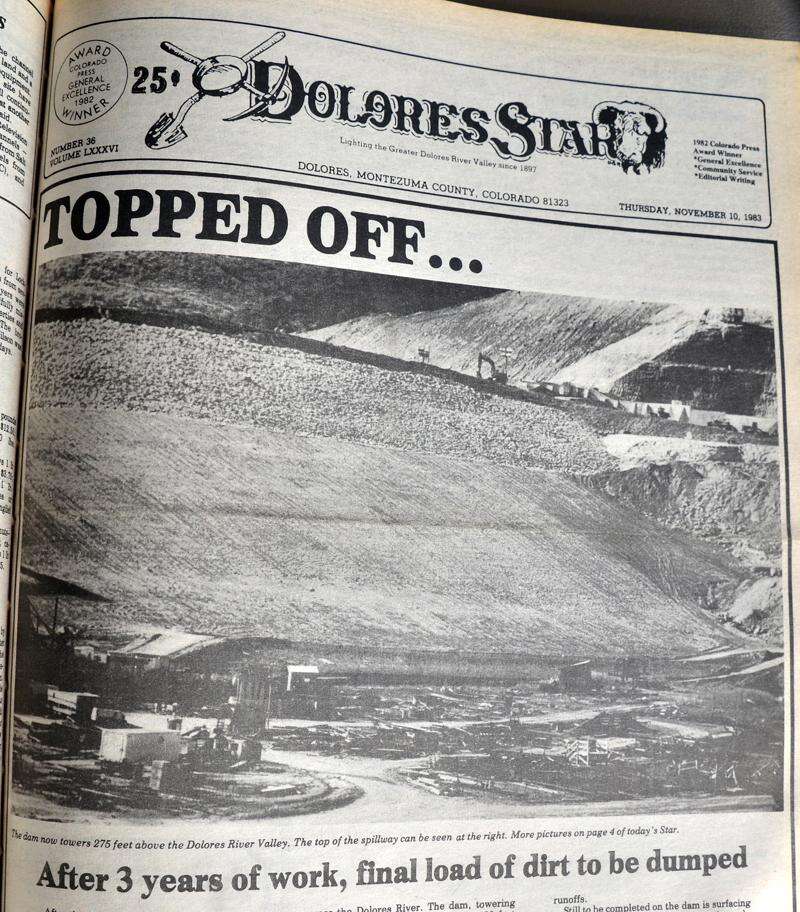 AWARD
COLORADO
PRESS
GENERAL
EXCELLENCE
1982
WINNER
25¢
DOLORES STAR
Lighting the Greater Dolores River Valley since 1897
NUMBER 36
VOLUME LXXXVI
DOLORES, MONTEZUMA COUNTY, COLORADO 81323
1982 Colorado Press
Award Winner
*General Excellence
*Community Service
*Editorial Writing
THURSDAY, NOVEMBER 10, 1983
TOPPED OFF...
The dam now towers 275 feet above the Dolores River Valley. The top of the spillway can be seen at the right. More pictures on page 4 of today's Star.
After 3 years of work, final load of dirt to be dumped
the Dolores River. The dam, towering
runoffs.
Still to be completed on the dam is surfacing